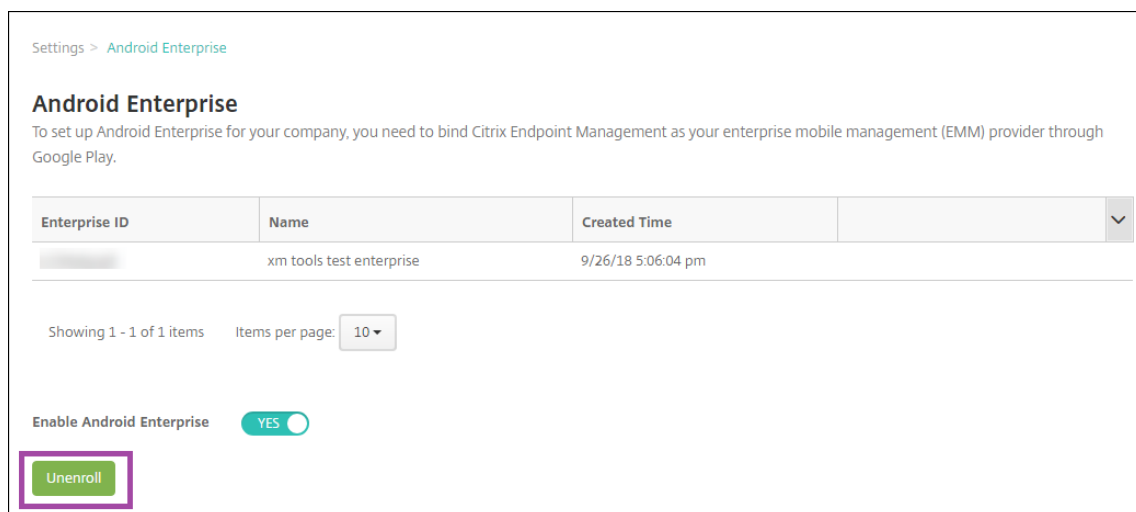 Settings > Android Enterprise
Android Enterprise
To set up Android Enterprise for your company, you need to bind Citrix Endpoint Management as your enterprise mobile management (EMM) provider through
Google Play.
Enterprise ID Name Created Time
xm tools test enterprise 9/26/18 5:06:04 pm
Showing 1 - 1 of 1 items Items per page: 10
Enable Android Enterprise YES
Unenroll